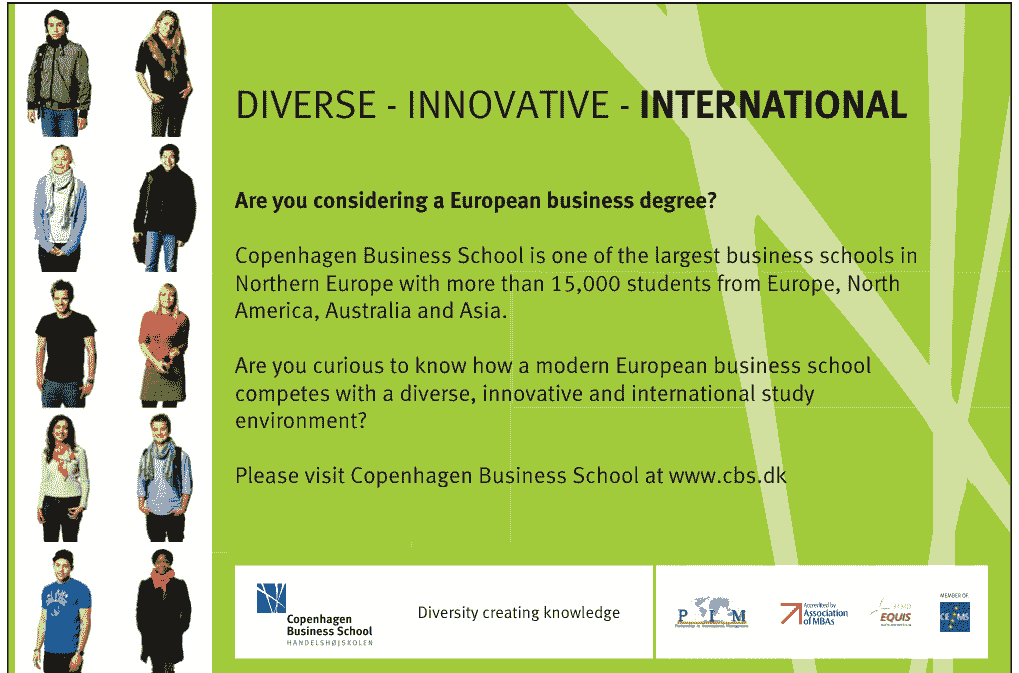 DIVERSE - INNOVATIVE - INTERNATIONAL
Are you considering a European business degree?
Copenhagen Business School is one of the largest business schools in
Northern Europe with more than 15,000 students from Europe, North
America, Australia and Asia.
Are you curious to know how a modern European business school
competes with a diverse, innovative and international study
environment?
Please visit Copenhagen Business School at www.cbs.dk
Copenhagen
Business School
HANDELSHØJSKOLEN
Diversity creating knowledge
P I M
Partnership in International Management
Accredited by
Association
of MBAs
EQUIS
MEMBER OF
CEMS